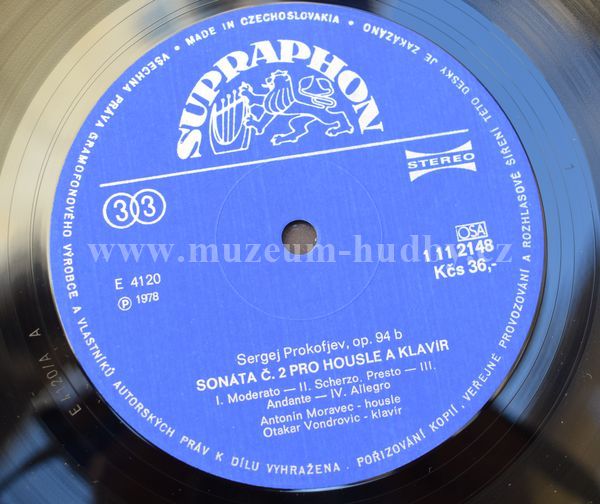 • MADE IN CZECHOSLOVAKIA •
VŠECHNA PRÁVA GRAMOFONOVÉHO VÝROBCE A VLASTNÍKŮ AUTORSKÝCH PRÁV K DÍLU VYHRAŽENA. POŘIZOVÁNÍ KOPIÍ, VEŘEJNÉ PROVOZOVÁNÍ A ROZHLASOVÉ ŠÍŘENÍ TÉTO DESKY JE ZAKÁZÁNO
SUPRAPHON
STEREO
33
OSA
1 11 2148
Kčs 36,-
E 4120
Ⓟ 1978
www.muzeum-hudby.cz
Sergej Prokofjev, op. 94 b
SONÁTA Č. 2 PRO HOUSLE A KLAVÍR
I. Moderato — II. Scherzo, Presto — III.
Andante — IV. Allegro
Antonín Moravec - housle
Otakar Vondrovic - klavír